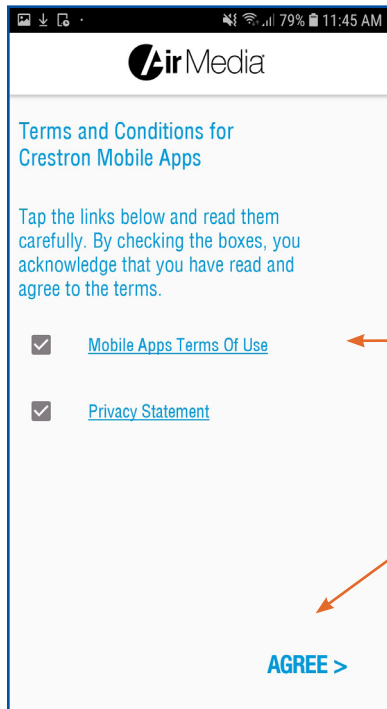 79% 11:45 AM
AirMedia
Terms and Conditions for
Crestron Mobile Apps
Tap the links below and read them
carefully. By checking the boxes, you
acknowledge that you have read and
agree to the terms.
Mobile Apps Terms Of Use
Privacy Statement
AGREE >